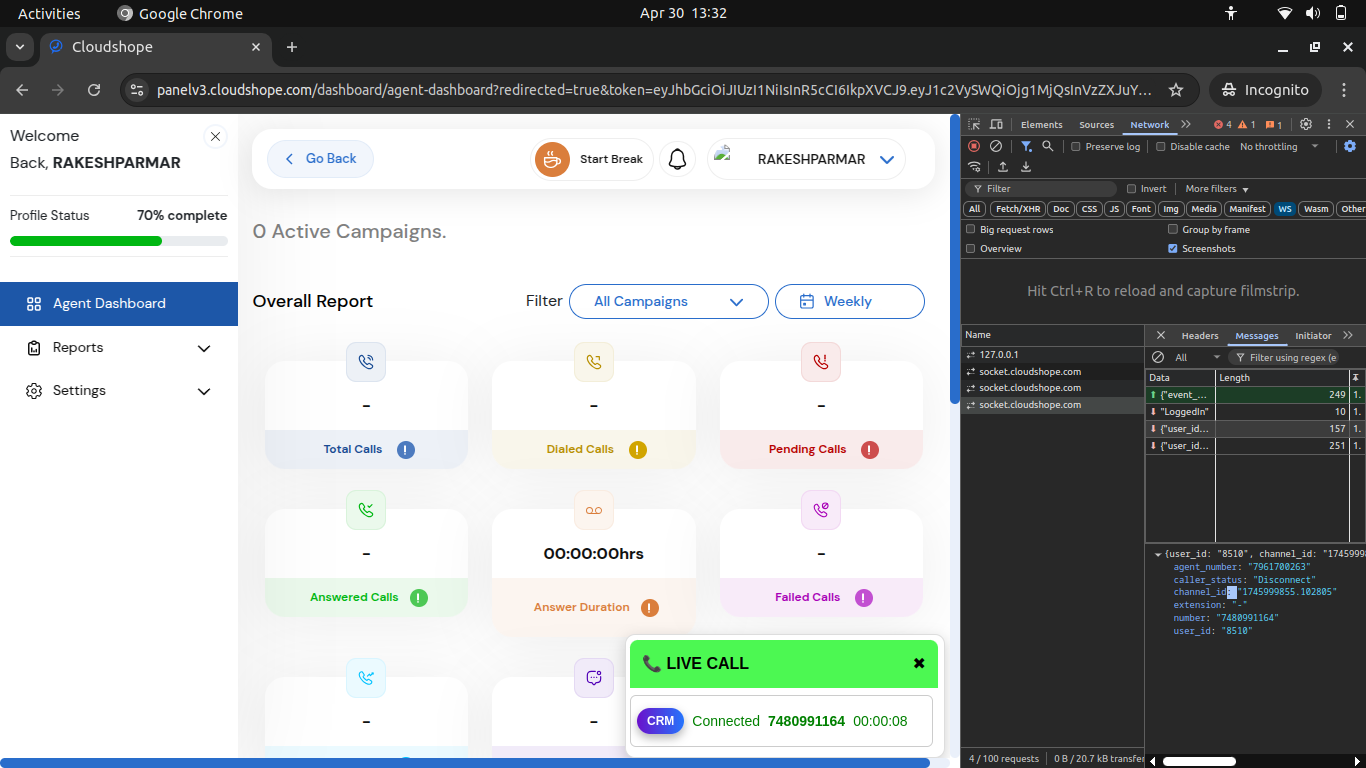 Activities
Google Chrome
Apr 30 13:32
Cloudshope
panelv3.cloudshope.com/dashboard/agent-dashboard?redirected=true&token=eyJhbGciOiJIUzI1NiIsInR5cCI6IkpXVCJ9.eyJ1c2VySWQiOjg1MjQsInVzZXJuY...
Incognito
Welcome
Back, RAKESHPARMAR
Profile Status 70% complete
Agent Dashboard
Reports
Settings
Go Back
Start Break
RAKESHPARMAR
0 Active Campaigns.
Overall Report
Filter
All Campaigns
Weekly
-
Total Calls
-
Dialed Calls
-
Pending Calls
-
Answered Calls
00:00:00hrs
Answer Duration
-
Failed Calls
-
-
LIVE CALL
CRM Connected 7480991164 00:00:08
Elements Sources Network 4 1 1
Preserve log Disable cache No throttling
Filter Invert More filters
All Fetch/XHR Doc CSS JS Font Img Media Manifest WS Wasm Other
Big request rows Group by frame
Overview Screenshots
Hit Ctrl+R to reload and capture filmstrip.
Name
127.0.0.1
socket.cloudshope.com
socket.cloudshope.com
socket.cloudshope.com
Headers Messages Initiator
All Filter using regex (e
Data Length
{"event_... 249 1.
"LoggedIn" 10 1.
{"user_id... 157 1.
{"user_id... 251 1.
{user_id: "8510", channel_id: "1745998
agent_number: "7961700263"
caller_status: "Disconnect"
channel_id: "1745999855.102805"
extension: "-"
number: "7480991164"
user_id: "8510"
4 / 100 requests 0 B / 20.7 kB transfer